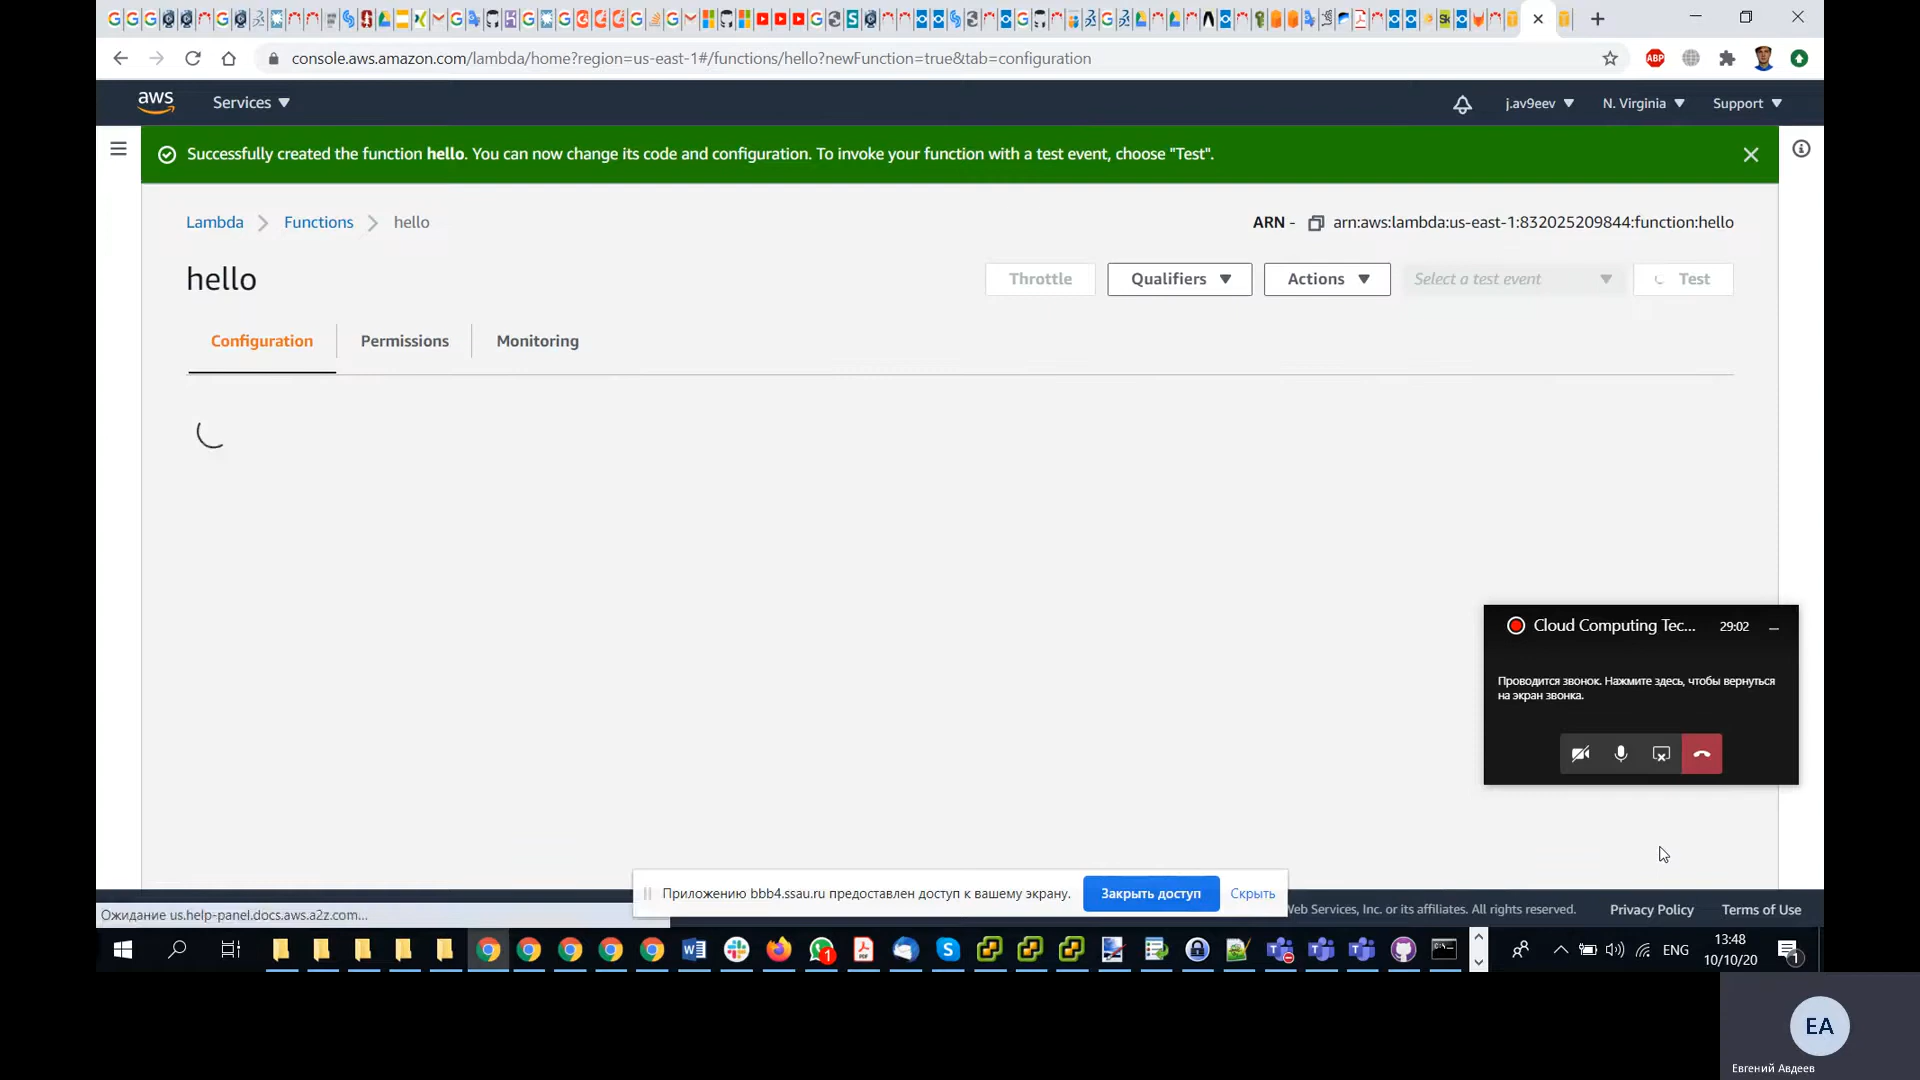 console.aws.amazon.com/lambda/home?region=us-east-1#/functions/hello?newFunction=true&tab=configuration
ABP
aws
Services
j.av9eev
N. Virginia
Support
Successfully created the function hello. You can now change its code and configuration. To invoke your function with a test event, choose "Test".
Lambda
Functions
hello
ARN - arn:aws:lambda:us-east-1:832025209844:function:hello
hello
Throttle
Qualifiers
Actions
Select a test event
Test
Configuration
Permissions
Monitoring
Cloud Computing Tec...
29:02
Проводится звонок. Нажмите здесь, чтобы вернуться
на экран звонка.
Приложению bbb4.ssau.ru предоставлен доступ к вашему экрану.
Закрыть доступ
Скрыть
Web Services, Inc. or its affiliates. All rights reserved.
Privacy Policy
Terms of Use
Ожидание us.help-panel.docs.aws.a2z.com...
1
ENG
13:48
10/10/20
1
EA
Евгений Авдеев